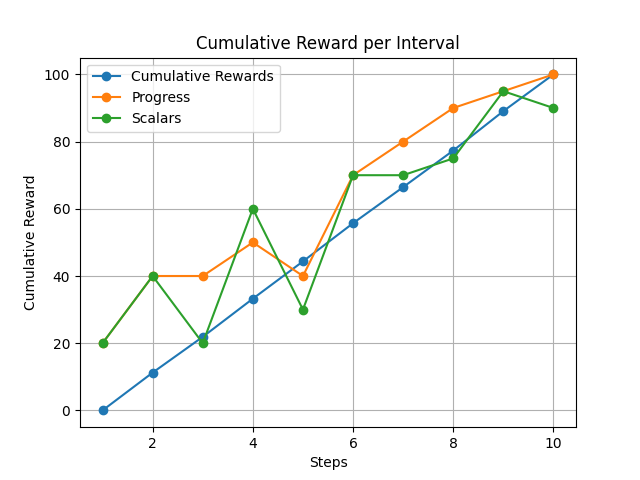 Cumulative Reward per Interval
Cumulative Rewards
Progress
Scalars
100
80
60
40
20
0
Cumulative Reward
2 4 6 8 10
Steps